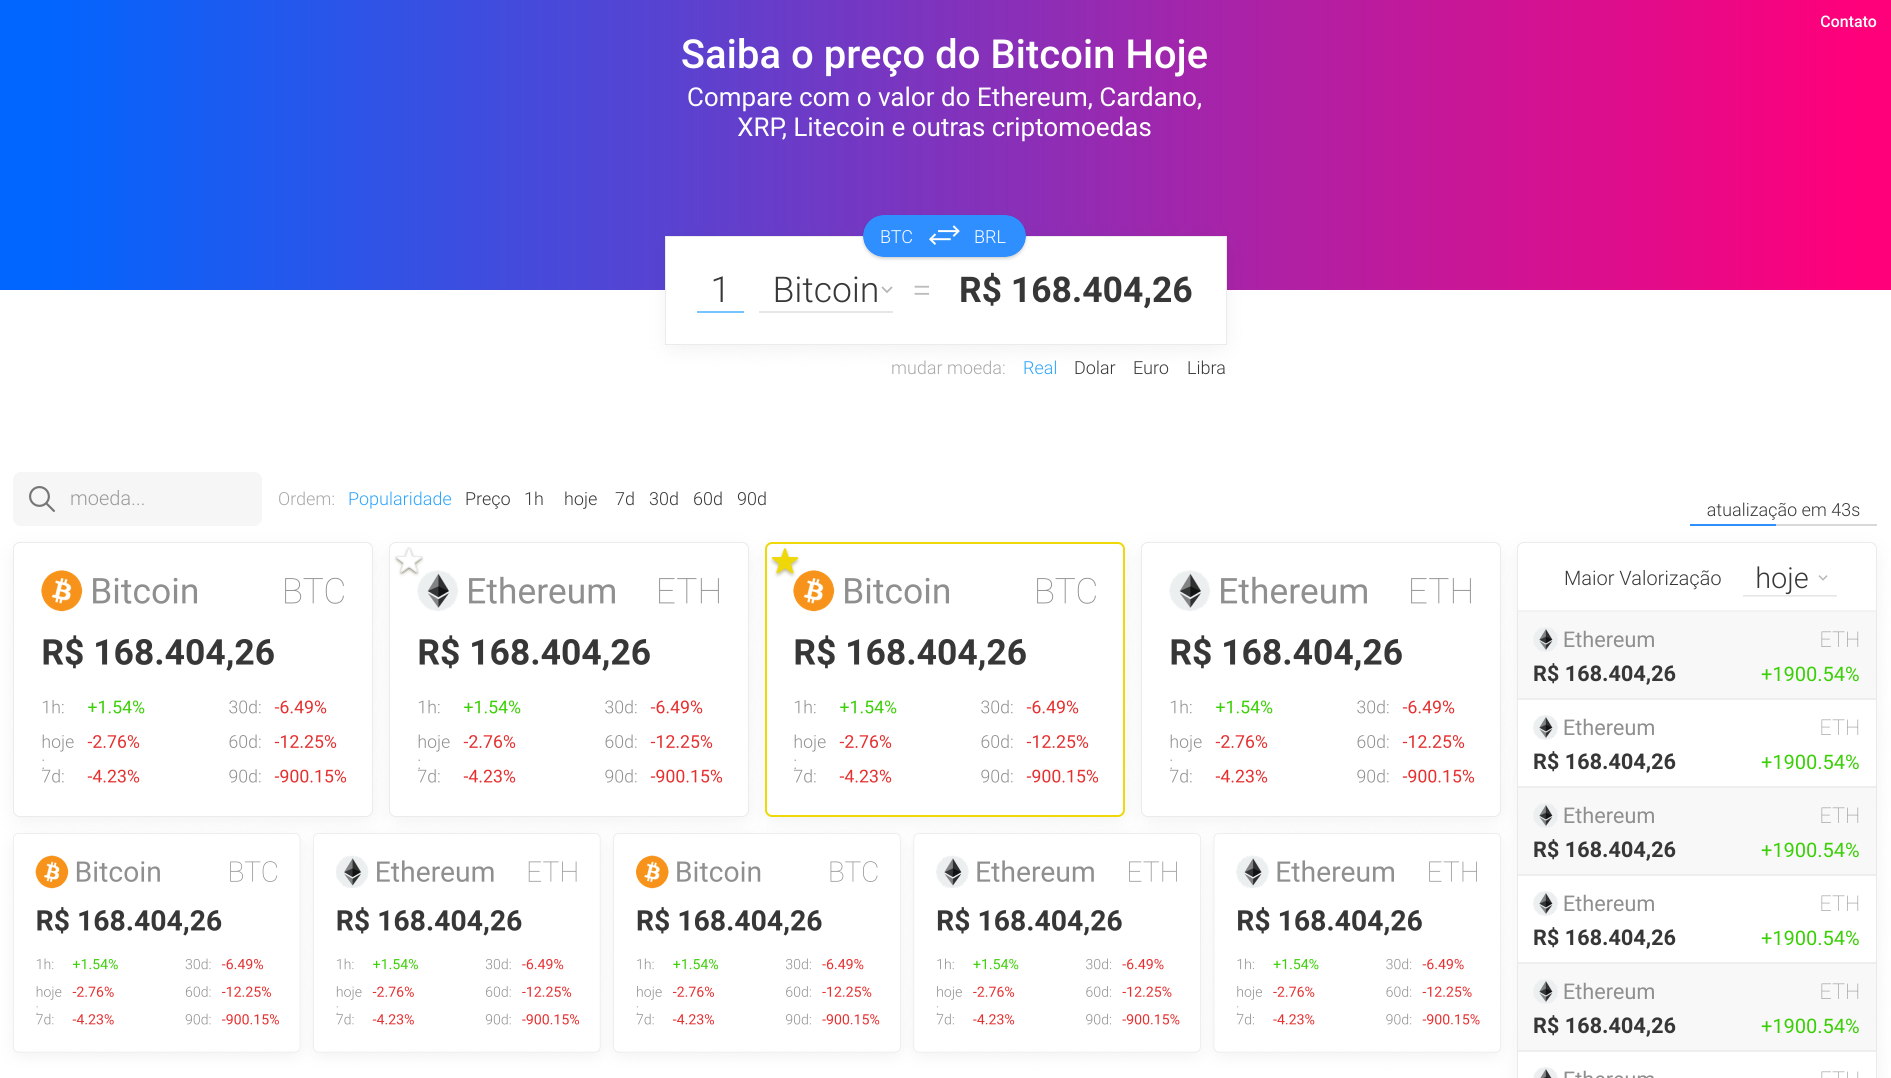 Contato
Saiba o preço do Bitcoin Hoje
Compare com o valor do Ethereum, Cardano,
XRP, Litecoin e outras criptomoedas
BTC BRL
1 Bitcoin = R$ 168.404,26
mudar moeda: Real Dolar Euro Libra
moeda... Ordem: Popularidade Preço 1h hoje 7d 30d 60d 90d
atualização em 43s
Bitcoin BTC
R$ 168.404,26
1h: +1.54% 30d: -6.49%
hoje: -2.76% 60d: -12.25%
7d: -4.23% 90d: -900.15%
Ethereum ETH
R$ 168.404,26
1h: +1.54% 30d: -6.49%
hoje: -2.76% 60d: -12.25%
7d: -4.23% 90d: -900.15%
Bitcoin BTC
R$ 168.404,26
1h: +1.54% 30d: -6.49%
hoje: -2.76% 60d: -12.25%
7d: -4.23% 90d: -900.15%
Ethereum ETH
R$ 168.404,26
1h: +1.54% 30d: -6.49%
hoje: -2.76% 60d: -12.25%
7d: -4.23% 90d: -900.15%
Bitcoin BTC
R$ 168.404,26
1h: +1.54% 30d: -6.49%
hoje: -2.76% 60d: -12.25%
7d: -4.23% 90d: -900.15%
Ethereum ETH
R$ 168.404,26
1h: +1.54% 30d: -6.49%
hoje: -2.76% 60d: -12.25%
7d: -4.23% 90d: -900.15%
Bitcoin BTC
R$ 168.404,26
1h: +1.54% 30d: -6.49%
hoje: -2.76% 60d: -12.25%
7d: -4.23% 90d: -900.15%
Ethereum ETH
R$ 168.404,26
1h: +1.54% 30d: -6.49%
hoje: -2.76% 60d: -12.25%
7d: -4.23% 90d: -900.15%
Ethereum ETH
R$ 168.404,26
1h: +1.54% 30d: -6.49%
hoje: -2.76% 60d: -12.25%
7d: -4.23% 90d: -900.15%
Maior Valorização hoje
Ethereum ETH
R$ 168.404,26 +1900.54%
Ethereum ETH
R$ 168.404,26 +1900.54%
Ethereum ETH
R$ 168.404,26 +1900.54%
Ethereum ETH
R$ 168.404,26 +1900.54%
Ethereum ETH
R$ 168.404,26 +1900.54%
Ethereum ETH